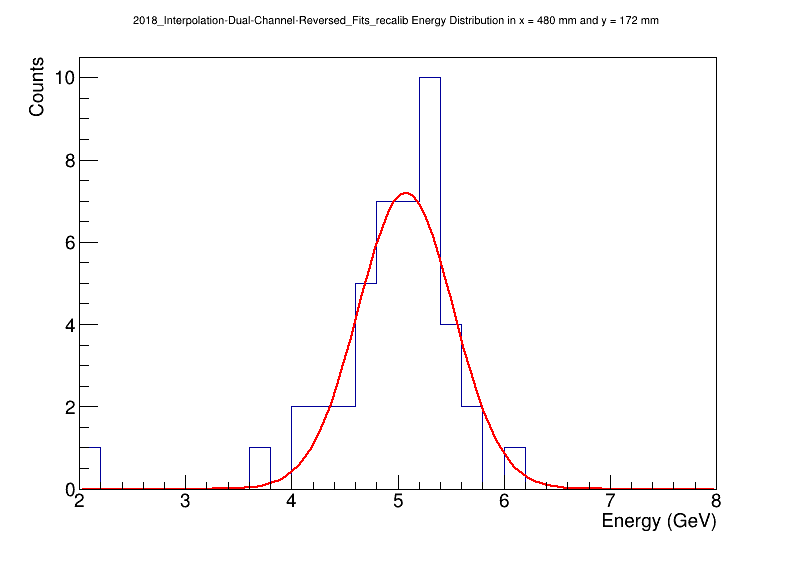 2018_Interpolation-Dual-Channel-Reversed_Fits_recalib Energy Distribution in x = 480 mm and y = 172 mm
Counts
10
8
6
4
2
0
2 3 4 5 6 7 8
Energy (GeV)